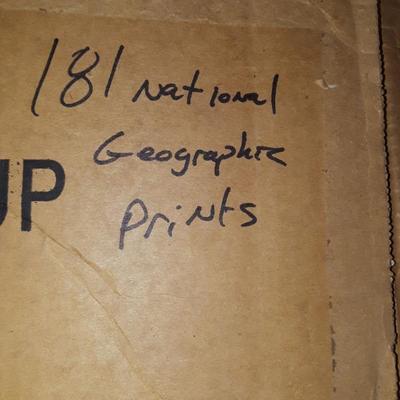 181 National
Geographic
UP
Prints